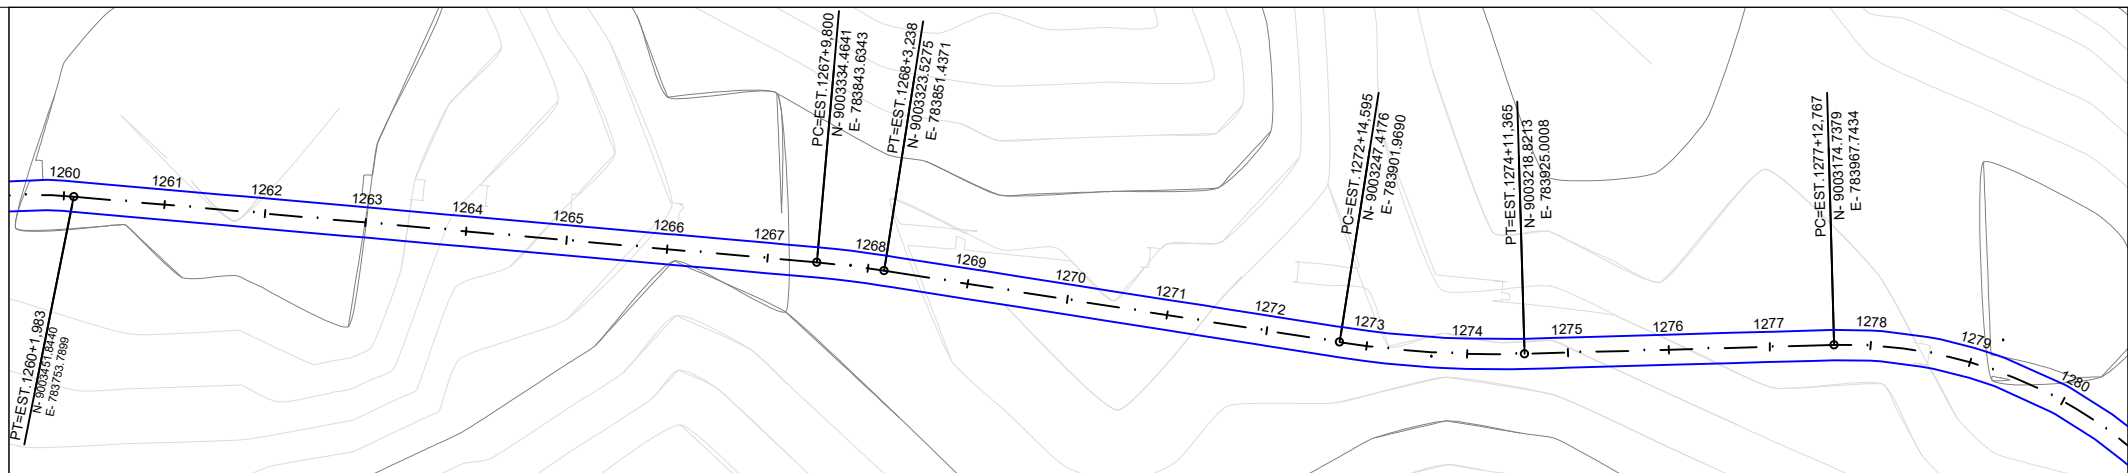 1260
1261
1262
1263
1264
1265
1266
1267
1268
1269
1270
1271
1272
1273
1274
1275
1276
1277
1278
1279
1280
PT=EST.1260+1,983
N- 9003451.8440
E- 783753.7899
PC=EST.1267+9,800
N- 9003334.4641
E- 783843.6343
PT=EST.1268+3,238
N- 9003323.5275
E- 783851.4371
PC=EST.1272+14,595
N- 9003247.4176
E- 783901.9690
PT=EST.1274+11,365
N- 9003218.8213
E- 783925.0008
PC=EST.1277+12,767
N- 9003174.7379
E- 783967.7434